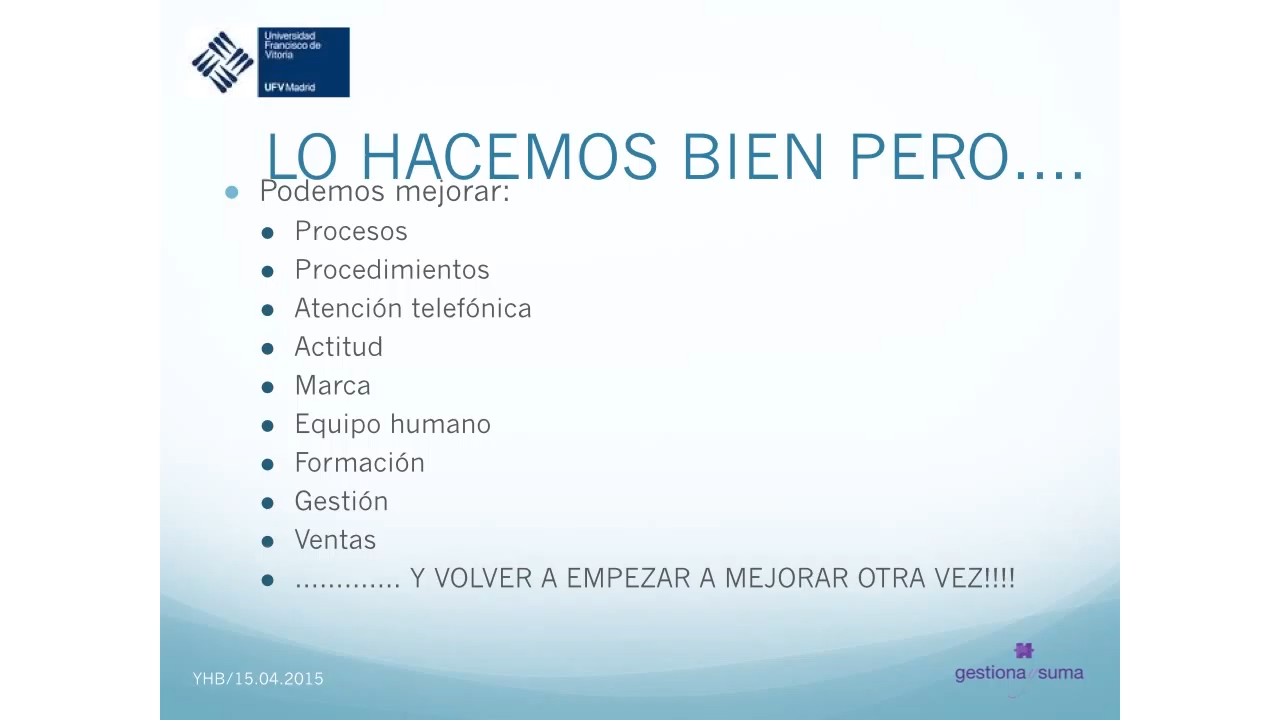 Universidad
Francisco de
Vitoria
UFV Madrid
LO HACEMOS BIEN PERO....
Podemos mejorar:
Procesos
Procedimientos
Atención telefónica
Actitud
Marca
Equipo humano
Formación
Gestión
Ventas
............. Y VOLVER A EMPEZAR A MEJORAR OTRA VEZ!!!!
YHB/15.04.2015
gestiona suma